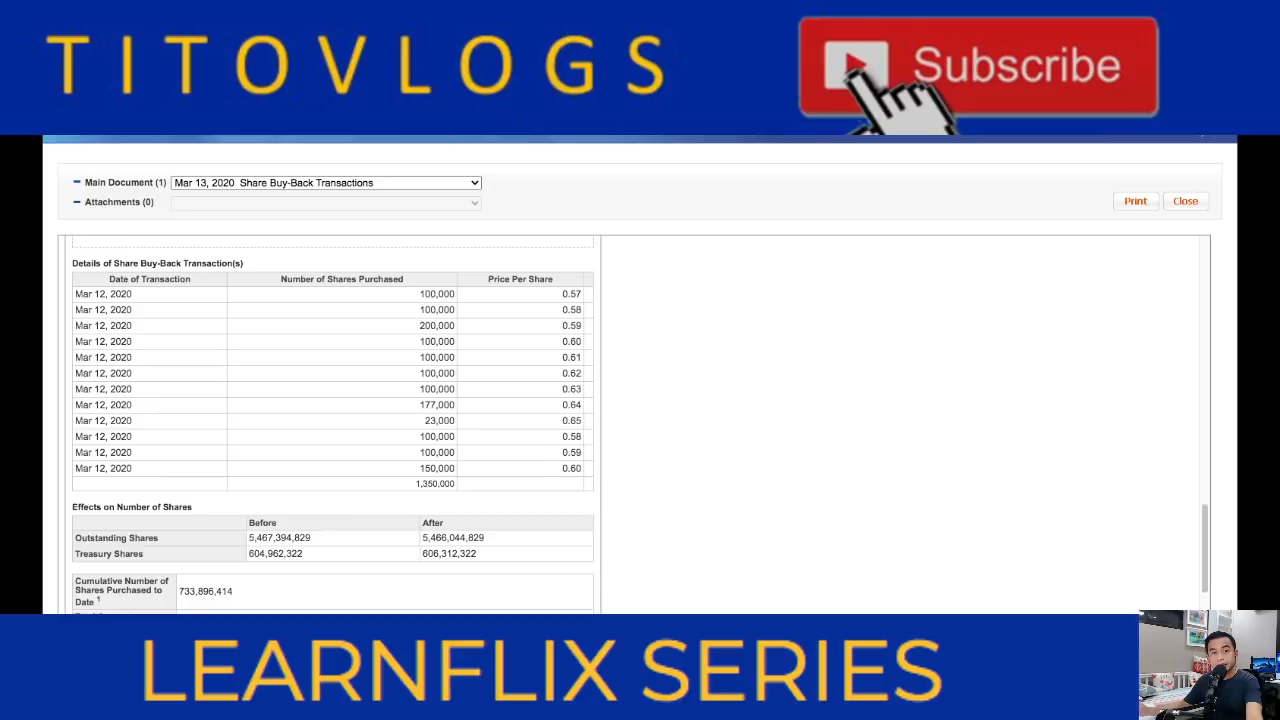 TITOVLOGS
Subscribe
Main Document (1) Mar 13, 2020 Share Buy-Back Transactions
Attachments (0)
Print Close
Details of Share Buy-Back Transaction(s)
Date of Transaction Number of Shares Purchased Price Per Share
Mar 12, 2020 100,000 0.57
Mar 12, 2020 100,000 0.58
Mar 12, 2020 200,000 0.59
Mar 12, 2020 100,000 0.60
Mar 12, 2020 100,000 0.61
Mar 12, 2020 100,000 0.62
Mar 12, 2020 100,000 0.63
Mar 12, 2020 177,000 0.64
Mar 12, 2020 23,000 0.65
Mar 12, 2020 100,000 0.58
Mar 12, 2020 100,000 0.59
Mar 12, 2020 150,000 0.60
1,350,000
Effects on Number of Shares
Before After
Outstanding Shares 5,467,394,829 5,466,044,829
Treasury Shares 604,962,322 606,312,322
Cumulative Number of
Shares Purchased to 733,896,414
Date 1
LEARNFLIX SERIES